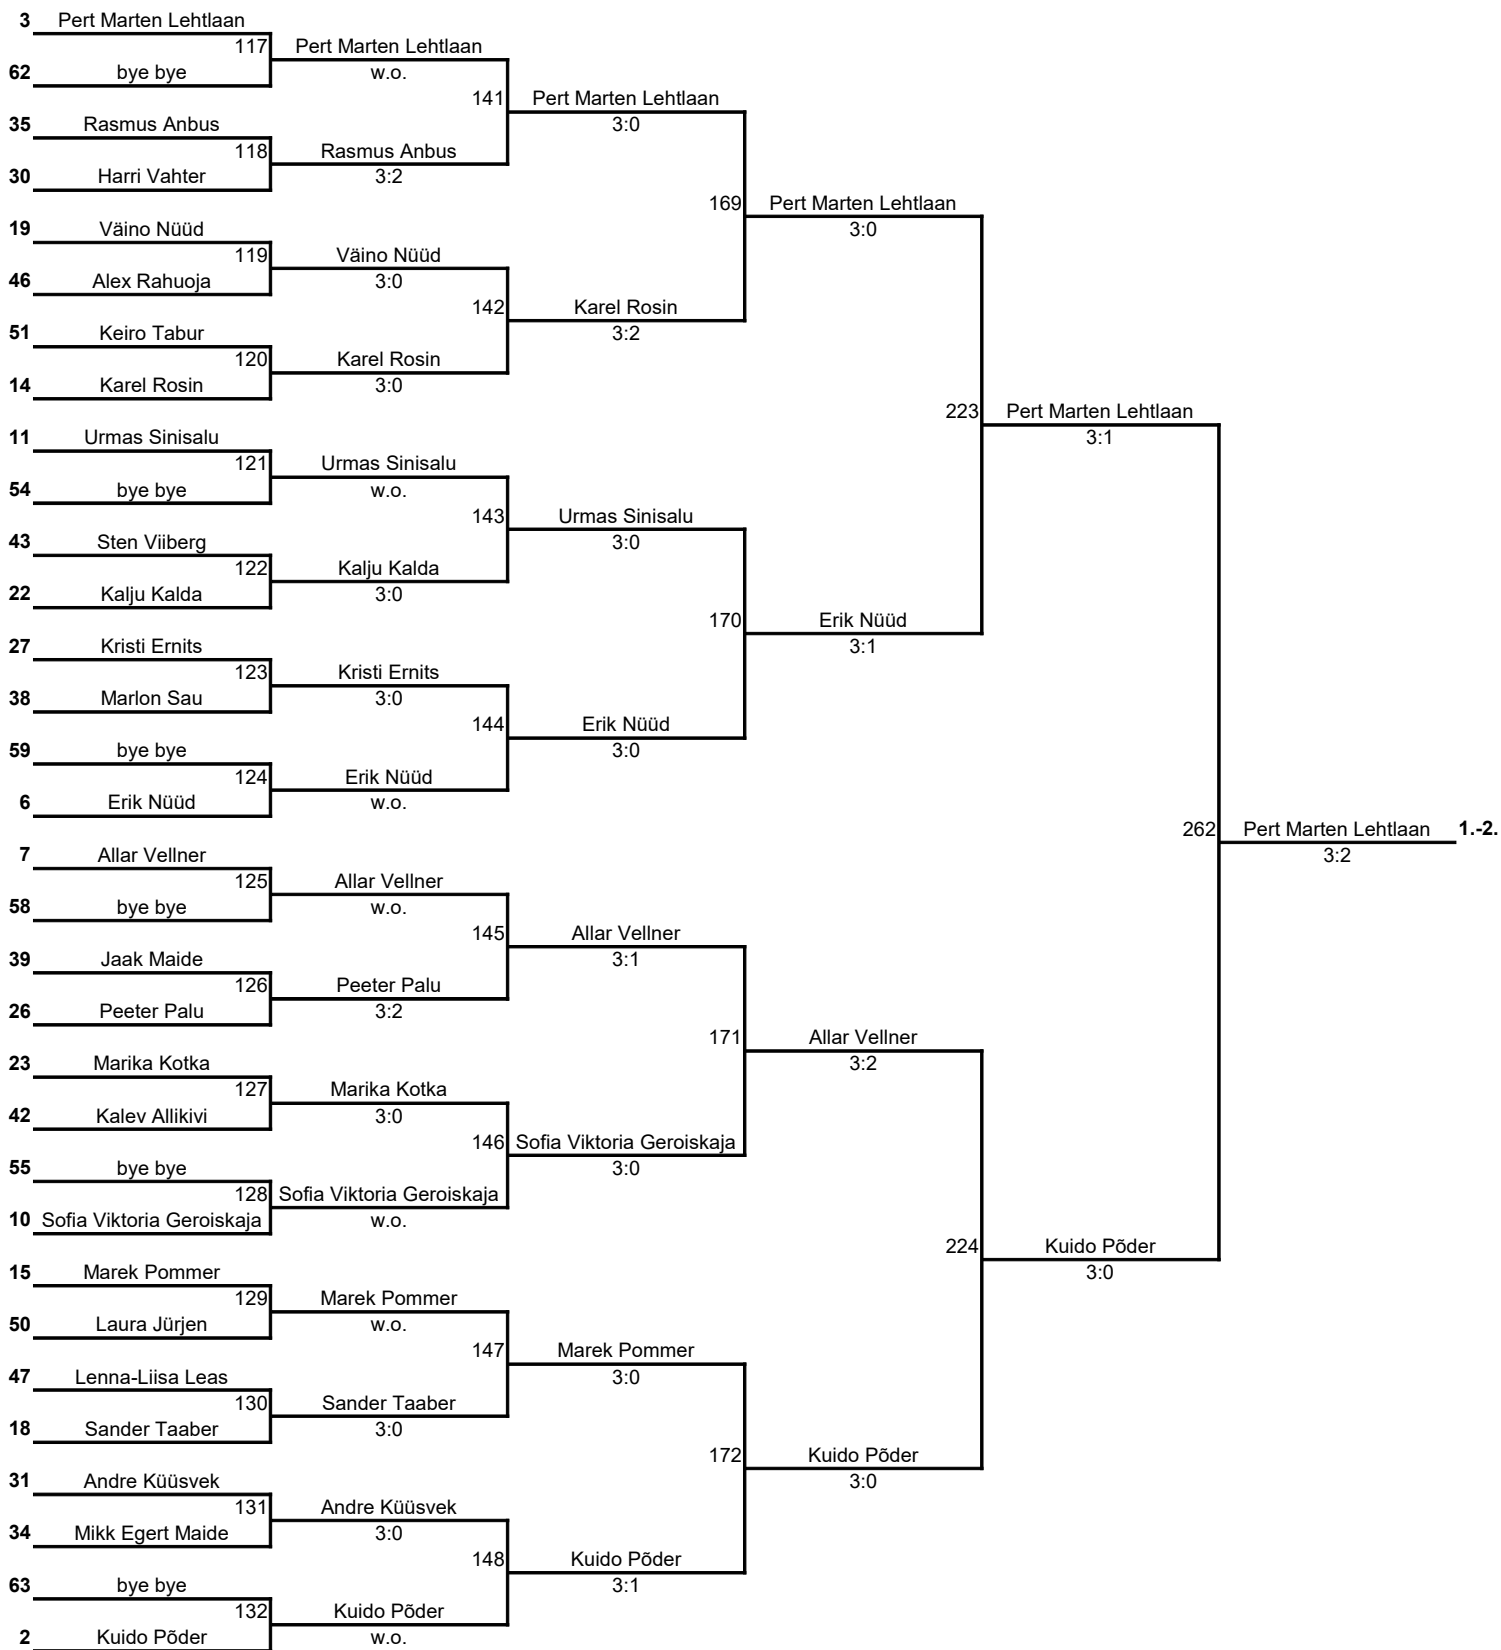 3 Pert Marten Lehtlaan
117 Pert Marten Lehtlaan
62 bye bye w.o.
141 Pert Marten Lehtlaan
35 Rasmus Anbus 3:0
118 Rasmus Anbus
30 Harri Vahter 3:2
169 Pert Marten Lehtlaan
19 Väino Nüüd 3:0
119 Väino Nüüd
46 Alex Rahuoja 3:0
142 Karel Rosin
51 Keiro Tabur 3:2
120 Karel Rosin
14 Karel Rosin 3:0
223 Pert Marten Lehtlaan
11 Urmas Sinisalu 3:1
121 Urmas Sinisalu
54 bye bye w.o.
143 Urmas Sinisalu
43 Sten Viiberg 3:0
122 Kalju Kalda
22 Kalju Kalda 3:0
170 Erik Nüüd
27 Kristi Ernits 3:1
123 Kristi Ernits
38 Marlon Sau 3:0
144 Erik Nüüd
59 bye bye 3:0
124 Erik Nüüd
6 Erik Nüüd w.o.
262 Pert Marten Lehtlaan 1.-2.
7 Allar Vellner 3:2
125 Allar Vellner
58 bye bye w.o.
145 Allar Vellner
39 Jaak Maide 3:1
126 Peeter Palu
26 Peeter Palu 3:2
171 Allar Vellner
23 Marika Kotka 3:2
127 Marika Kotka
42 Kalev Allikivi 3:0
146 Sofia Viktoria Geroiskaja
55 bye bye 3:0
128 Sofia Viktoria Geroiskaja
10 Sofia Viktoria Geroiskaja w.o.
224 Kuido Põder
15 Marek Pommer 3:0
129 Marek Pommer
50 Laura Jürjen w.o.
147 Marek Pommer
47 Lenna-Liisa Leas 3:0
130 Sander Taaber
18 Sander Taaber 3:0
172 Kuido Põder
31 Andre Küüsvek 3:0
131 Andre Küüsvek
34 Mikk Egert Maide 3:0
148 Kuido Põder
63 bye bye 3:1
132 Kuido Põder
2 Kuido Põder w.o.